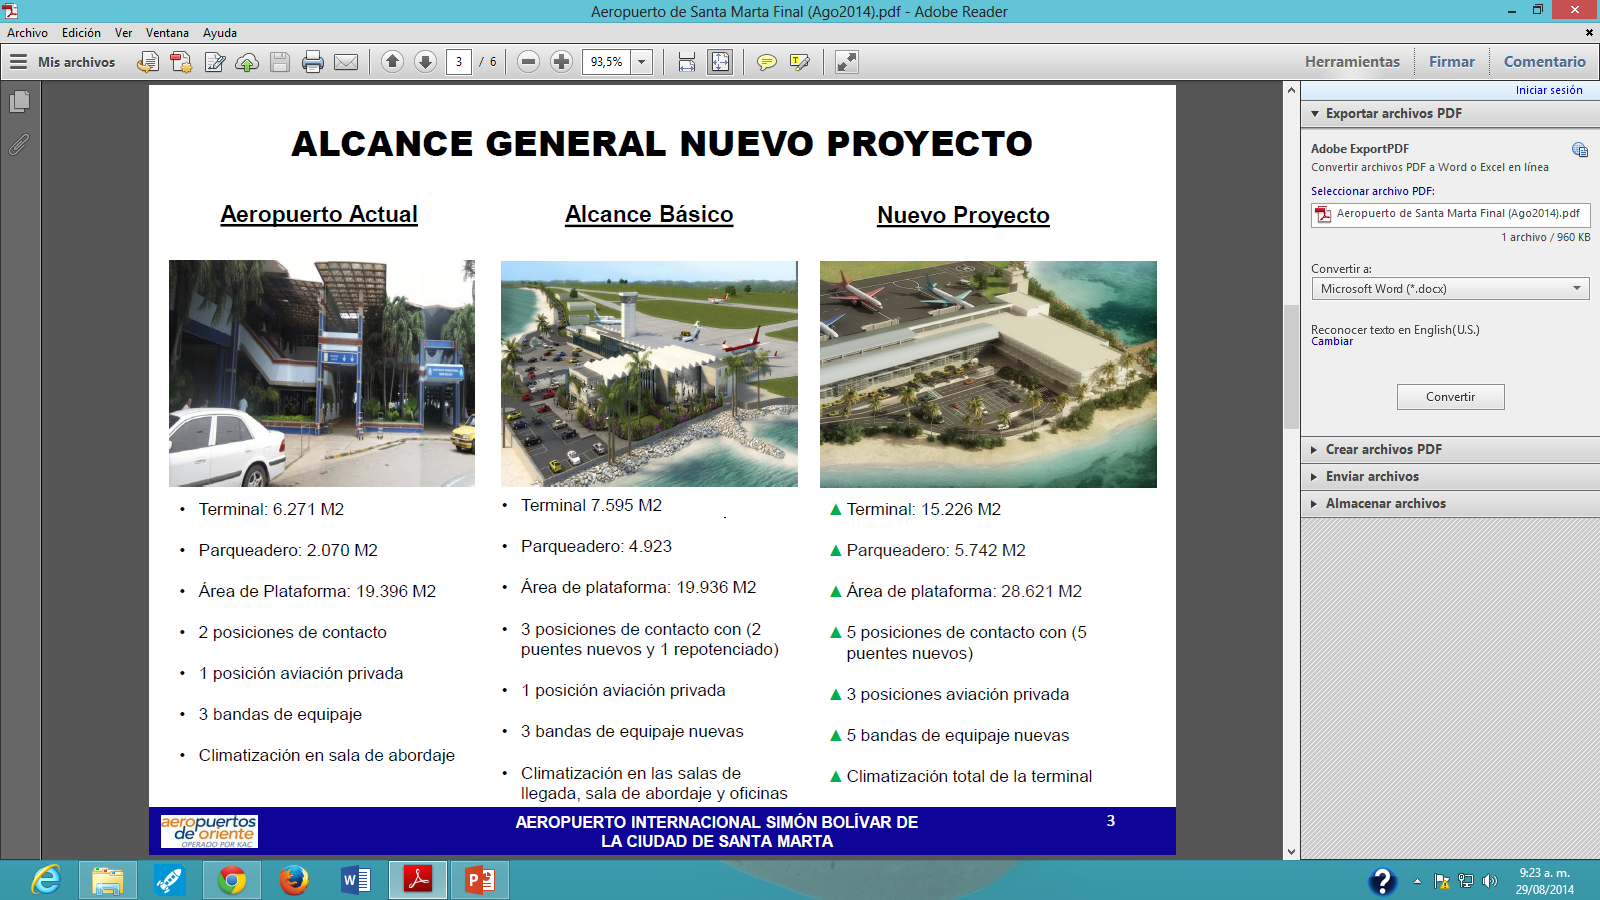 Aeropuerto de Santa Marta Final (Ago2014).pdf - Adobe Reader
Archivo Edición Ver Ventana Ayuda
Mis archivos
3 / 6
93,5%
Herramientas
Firmar
Comentario
Iniciar sesión
Exportar archivos PDF
Adobe ExportPDF
Convertir archivos PDF a Word o Excel en línea
Seleccionar archivo PDF:
Aeropuerto de Santa Marta Final (Ago2014).pdf
1 archivo / 960 KB
Convertir a:
Microsoft Word (*.docx)
Reconocer texto en English(U.S.)
Cambiar
Convertir
Crear archivos PDF
Enviar archivos
Almacenar archivos
ALCANCE GENERAL NUEVO PROYECTO
Aeropuerto Actual
• Terminal: 6.271 M2
• Parqueadero: 2.070 M2
• Área de Plataforma: 19.396 M2
• 2 posiciones de contacto
• 1 posición aviación privada
• 3 bandas de equipaje
• Climatización en sala de abordaje
Alcance Básico
• Terminal 7.595 M2
• Parqueadero: 4.923
• Área de plataforma: 19.936 M2
• 3 posiciones de contacto con (2
puentes nuevos y 1 repotenciado)
• 1 posición aviación privada
• 3 bandas de equipaje nuevas
• Climatización en las salas de
llegada, sala de abordaje y oficinas
Nuevo Proyecto
▲ Terminal: 15.226 M2
▲ Parqueadero: 5.742 M2
▲ Área de plataforma: 28.621 M2
▲ 5 posiciones de contacto con (5
puentes nuevos)
▲ 3 posiciones aviación privada
▲ 5 bandas de equipaje nuevas
▲ Climatización total de la terminal
aeropuertos
de oriente
OPERADO POR KAC
AEROPUERTO INTERNACIONAL SIMÓN BOLÍVAR DE
LA CIUDAD DE SANTA MARTA
3
9:23 a. m.
29/08/2014